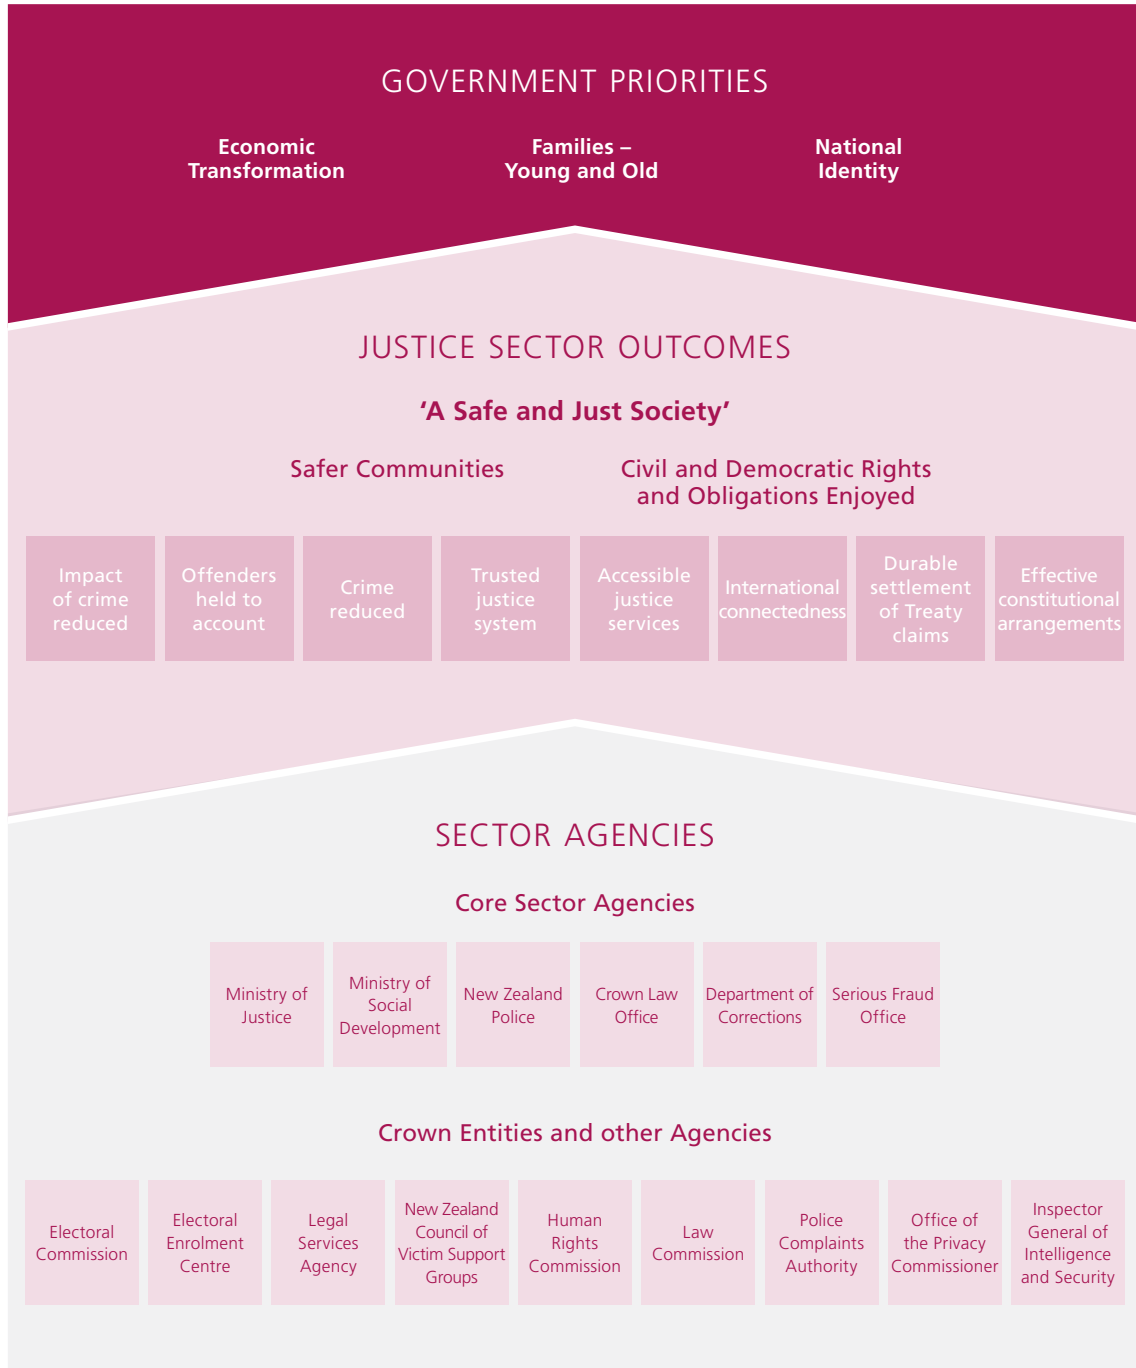 GOVERNMENT PRIORITIES
Economic
Transformation
Families –
Young and Old
National
Identity
JUSTICE SECTOR OUTCOMES
‘A Safe and Just Society’
Safer Communities
Civil and Democratic Rights
and Obligations Enjoyed
Impact
of crime
reduced
Offenders
held to
account
Crime
reduced
Trusted
justice
system
Accessible
justice
services
International
connectedness
Durable
settlement
of Treaty
claims
Effective
constitutional
arrangements
SECTOR AGENCIES
Core Sector Agencies
Ministry of
Justice
Ministry of
Social
Development
New Zealand
Police
Crown Law
Office
Department of
Corrections
Serious Fraud
Office
Crown Entities and other Agencies
Electoral
Commission
Electoral
Enrolment
Centre
Legal
Services
Agency
New Zealand
Council of
Victim Support
Groups
Human
Rights
Commission
Law
Commission
Police
Complaints
Authority
Office of
the Privacy
Commissioner
Inspector
General of
Intelligence
and Security